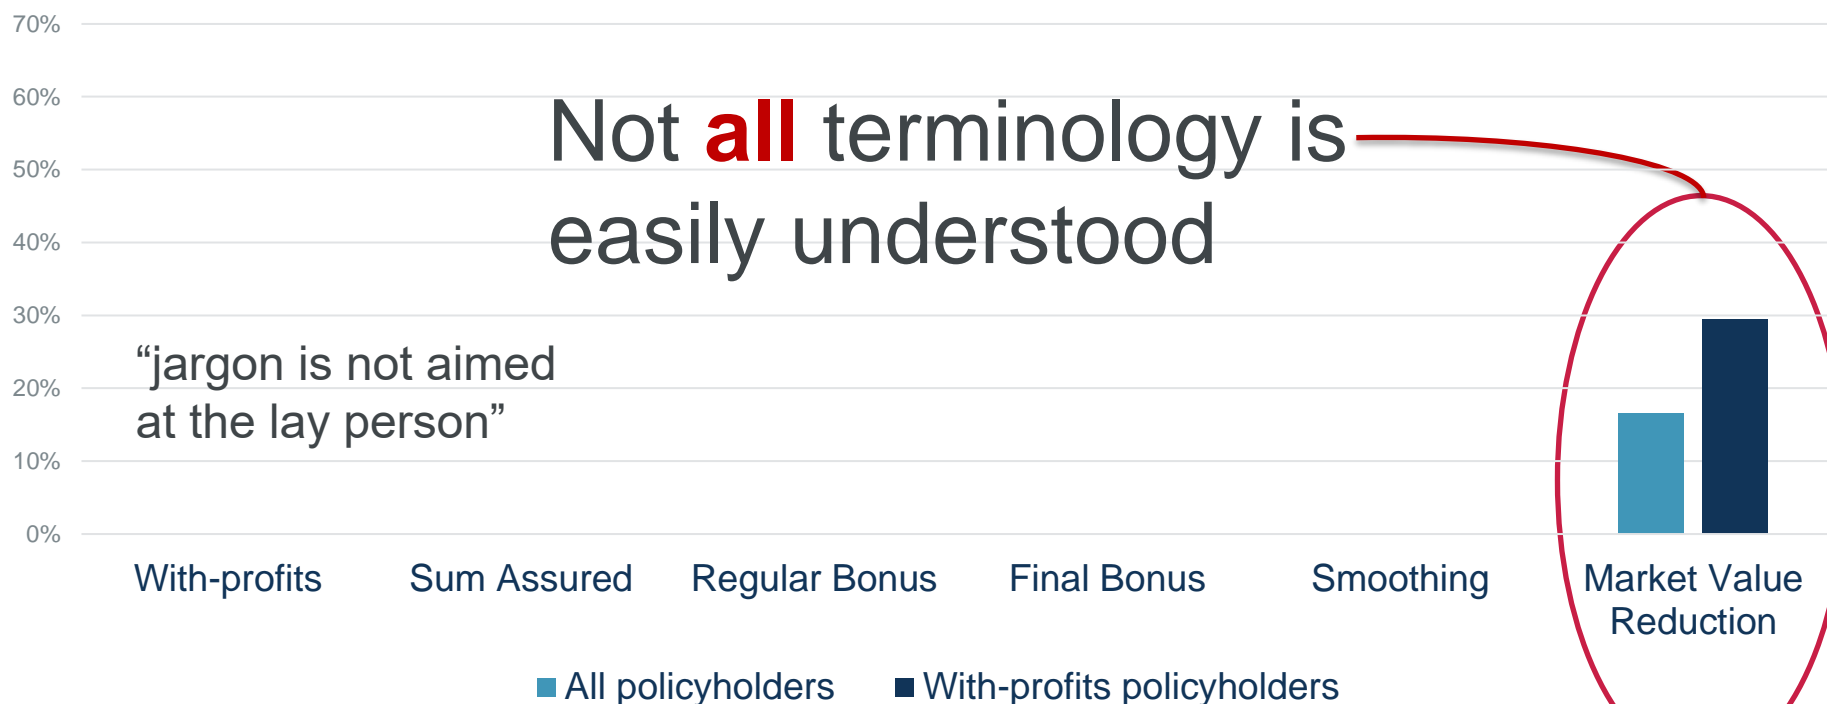 70%
60%
50%
40%
30%
20%
10%
0%
Not all terminology is
easily understood
“jargon is not aimed
at the lay person”
With-profits
Sum Assured
Regular Bonus
Final Bonus
Smoothing
Market Value
Reduction
All policyholders
With-profits policyholders